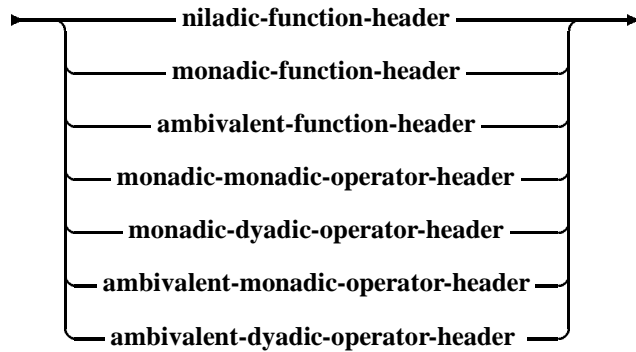 niladic-function-header
monadic-function-header
ambivalent-function-header
monadic-monadic-operator-header
monadic-dyadic-operator-header
ambivalent-monadic-operator-header
ambivalent-dyadic-operator-header